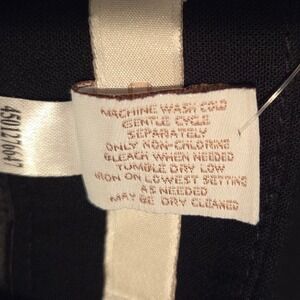 MACHINE WASH COLD
GENTLE CYCLE
SEPARATELY
ONLY NON-CHLORINE
BLEACH WHEN NEEDED
TUMBLE DRY LOW
IRON ON LOWEST SETTING
AS NEEDED
MAY BE DRY CLEANED